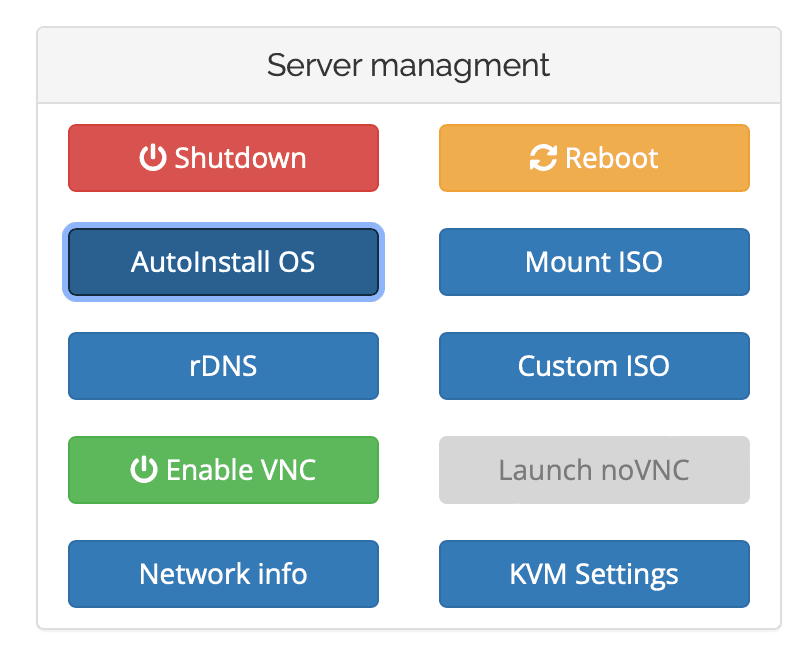 Server managment
Shutdown
Reboot
AutoInstall OS
Mount ISO
rDNS
Custom ISO
Enable VNC
Launch noVNC
Network info
KVM Settings